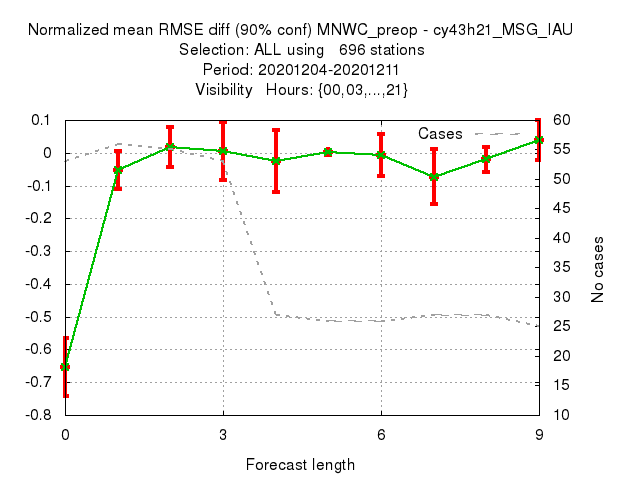 Normalized mean RMSE diff (90% conf) MNWC_preop - cy43h21_MSG_IAU
Selection: ALL using 696 stations
Period: 20201204-20201211
Visibility Hours: {00,03,...,21}
Cases
0.1
0
-0.1
-0.2
-0.3
-0.4
-0.5
-0.6
-0.7
-0.8
60
55
50
45
40
35
30
25
20
15
10
No cases
0 3 6 9
Forecast length